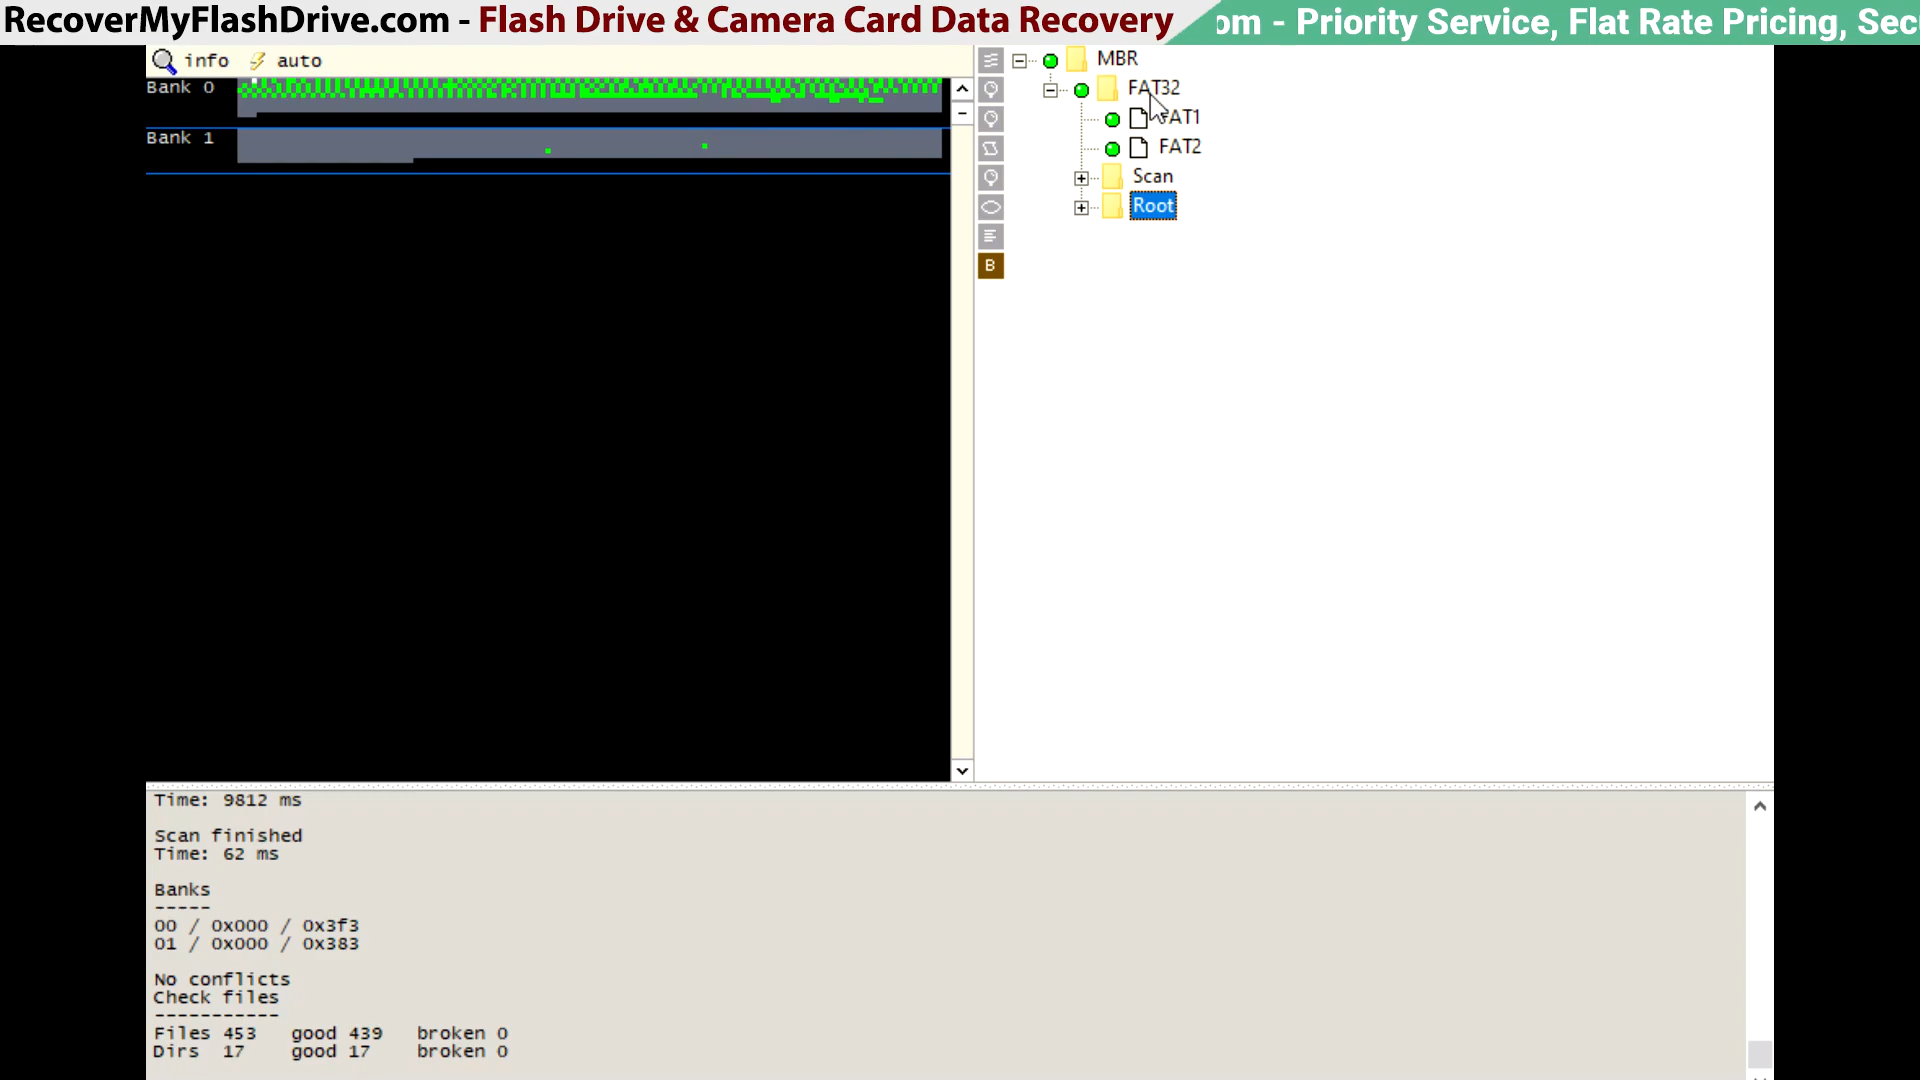 RecoverMyFlashDrive.com - Flash Drive & Camera Card Data Recovery
om - Priority Service, Flat Rate Pricing, Sec
info auto
Bank 0
Bank 1
MBR
FAT32
FAT1
FAT2
Scan
Root
B
Time: 9812 ms
Scan finished
Time: 62 ms
Banks
-----
00 / 0x000 / 0x3f3
01 / 0x000 / 0x383
No conflicts
Check files
-----------
Files 453 good 439 broken 0
Dirs 17 good 17 broken 0